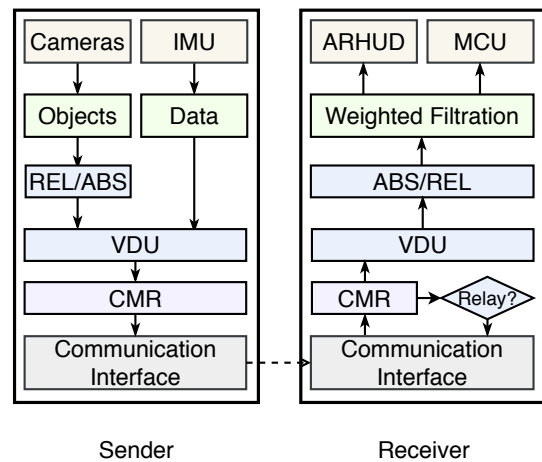 Cameras
IMU
Objects
Data
REL/ABS
VDU
CMR
Communication
Interface
Sender
ARHUD
MCU
Weighted Filtration
ABS/REL
VDU
CMR
Relay?
Communication
Interface
Receiver